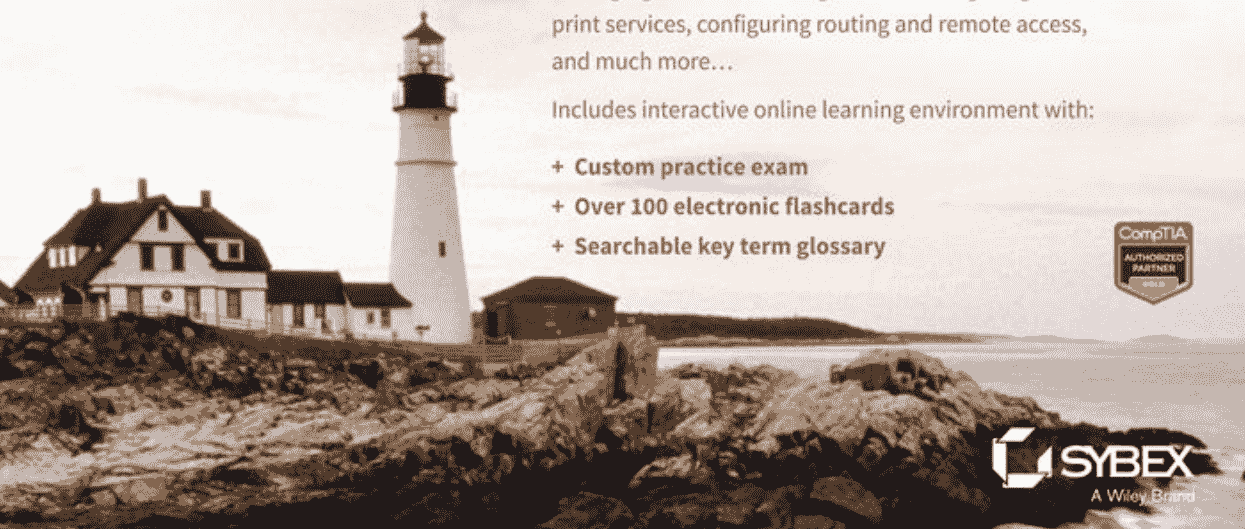 print services, configuring routing and remote access,
and much more…
Includes interactive online learning environment with:
+ Custom practice exam
+ Over 100 electronic flashcards
+ Searchable key term glossary
CompTIA
AUTHORIZED
PARTNER
GOLD
SYBEX
A Wiley Brand